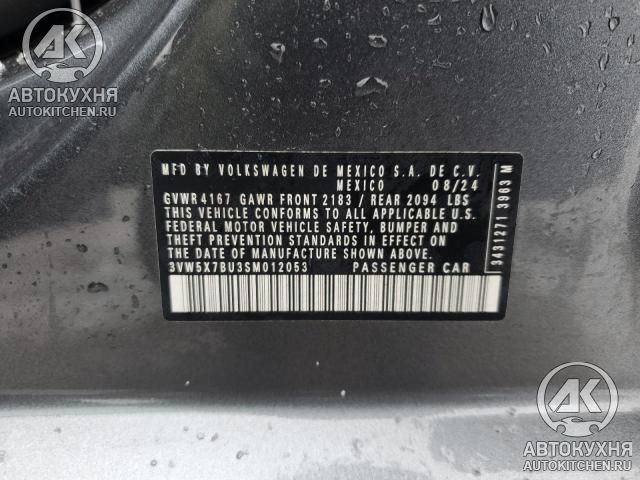 AK
АВТОКУХНЯ
AUTOKITCHEN.RU
MFD BY VOLKSWAGEN DE MEXICO S.A. DE C.V.
MEXICO 08/24
GVWR 4167 GAWR FRONT 2183 / REAR 2094 LBS
THIS VEHICLE CONFORMS TO ALL APPLICABLE U.S.
FEDERAL MOTOR VEHICLE SAFETY, BUMPER AND
THEFT PREVENTION STANDARDS IN EFFECT ON
THE DATE OF MANUFACTURE SHOWN ABOVE.
3VW5X7BU3SM012053 PASSENGER CAR
3431271 3963 M
AK
АВТОКУХНЯ
AUTOKITCHEN.RU